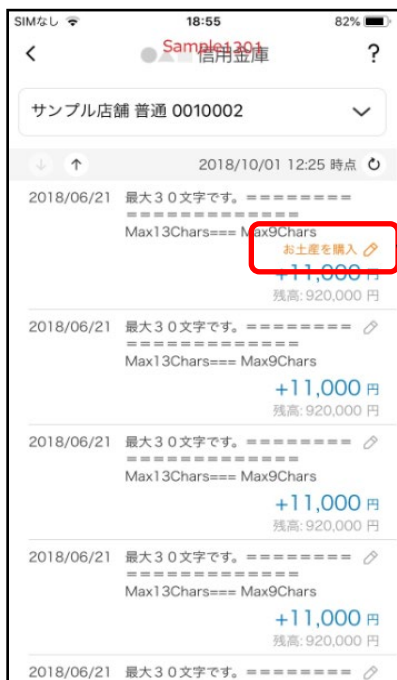 SIMなし 18:55 82%
Sample1301
●▲■信用金庫 ?
サンプル店舗 普通 0010002
2018/10/01 12:25 時点
2018/06/21 最大30文字です。========
=============
Max13Chars=== Max9Chars
お土産を購入
+11,000 円
残高: 920,000 円
2018/06/21 最大30文字です。========
=============
Max13Chars=== Max9Chars
+11,000 円
残高: 920,000 円
2018/06/21 最大30文字です。========
=============
Max13Chars=== Max9Chars
+11,000 円
残高: 920,000 円
2018/06/21 最大30文字です。========
=============
Max13Chars=== Max9Chars
+11,000 円
残高: 920,000 円
2018/06/21 最大30文字です。========